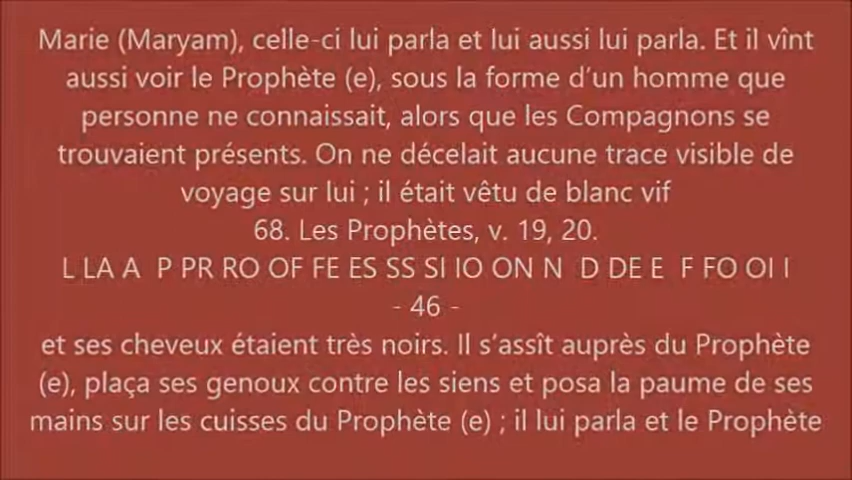 Marie (Maryam), celle-ci lui parla et lui aussi lui parla. Et il vînt
aussi voir le Prophète (e), sous la forme d’un homme que
personne ne connaissait, alors que les Compagnons se
trouvaient présents. On ne décelait aucune trace visible de
voyage sur lui ; il était vêtu de blanc vif
68. Les Prophètes, v. 19, 20.
L LA A  P PR RO OF FE ES SS SI IO ON N  D DE E  F FO OI I
- 46 -
et ses cheveux étaient très noirs. Il s’assît auprès du Prophète
(e), plaça ses genoux contre les siens et posa la paume de ses
mains sur les cuisses du Prophète (e) ; il lui parla et le Prophète